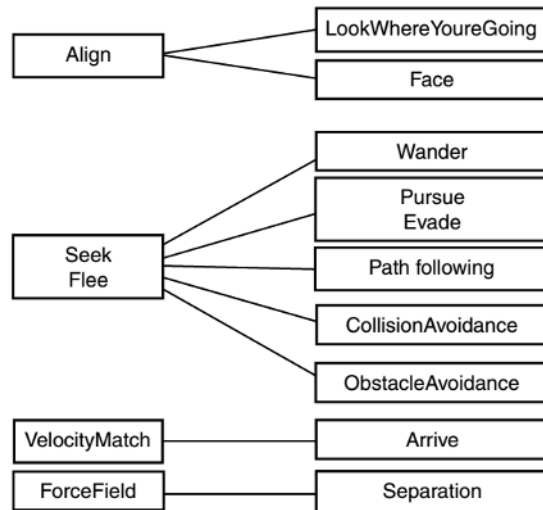 Align
LookWhereYoureGoing
Face
Seek
Flee
Wander
Pursue
Evade
Path following
CollisionAvoidance
ObstacleAvoidance
VelocityMatch
Arrive
ForceField
Separation